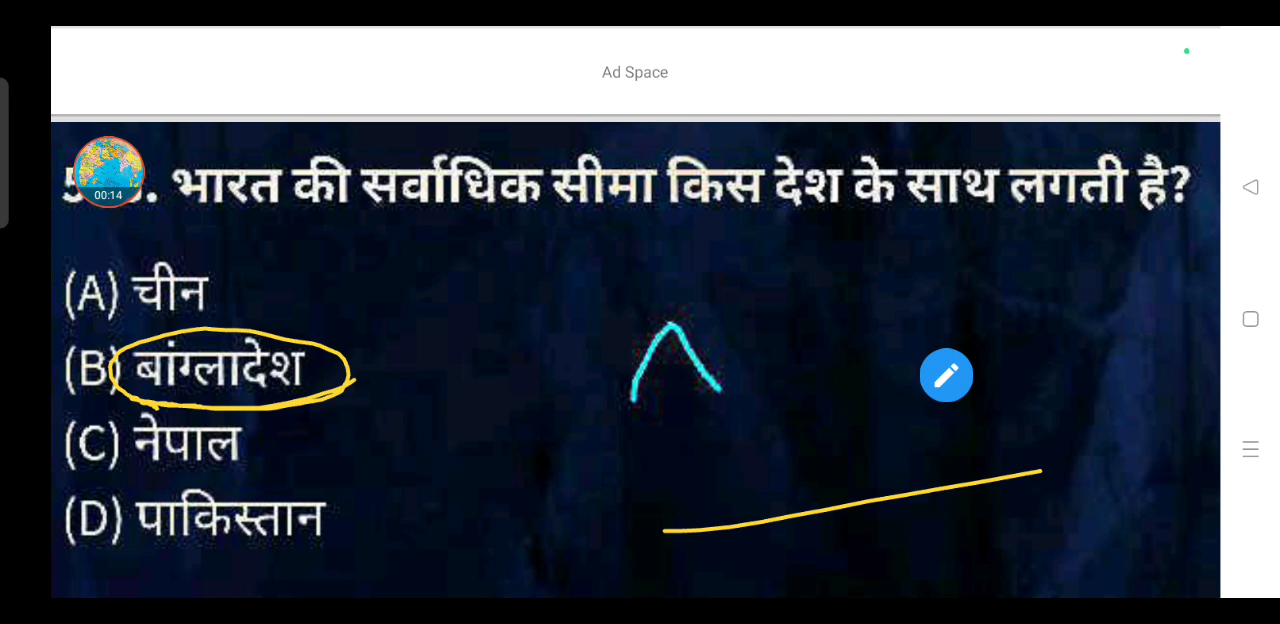 Ad Space
00:14
भारत की सर्वाधिक सीमा किस देश के साथ लगती है?
(A) चीन
(B) बांग्लादेश
(C) नेपाल
(D) पाकिस्तान